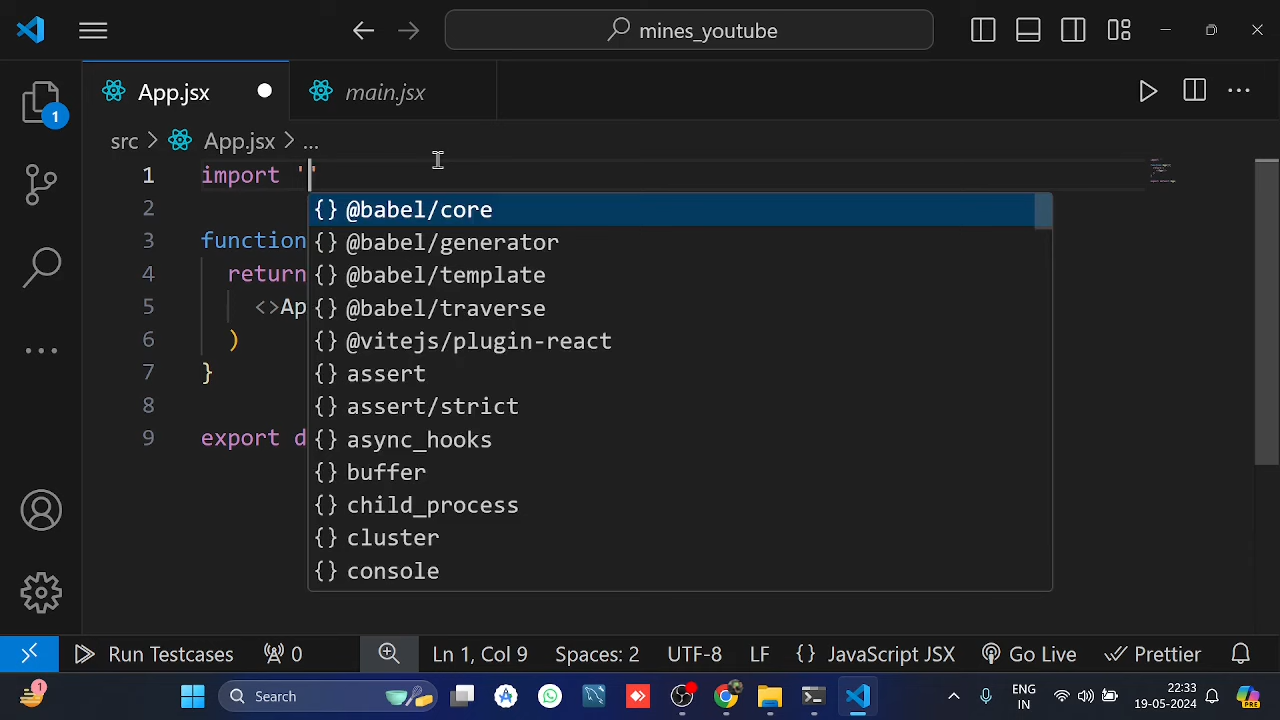 mines_youtube
App.jsx
main.jsx
src > App.jsx > ...
1 import ''
2
3 function
4 return
5 <>Ap
6 )
7 }
8
9 export d
{} @babel/core
{} @babel/generator
{} @babel/template
{} @babel/traverse
{} @vitejs/plugin-react
{} assert
{} assert/strict
{} async_hooks
{} buffer
{} child_process
{} cluster
{} console
1
Run Testcases 0 Ln 1, Col 9 Spaces: 2 UTF-8 LF {} JavaScript JSX Go Live Prettier
1 Search ENG IN 22:33 19-05-2024 PRE